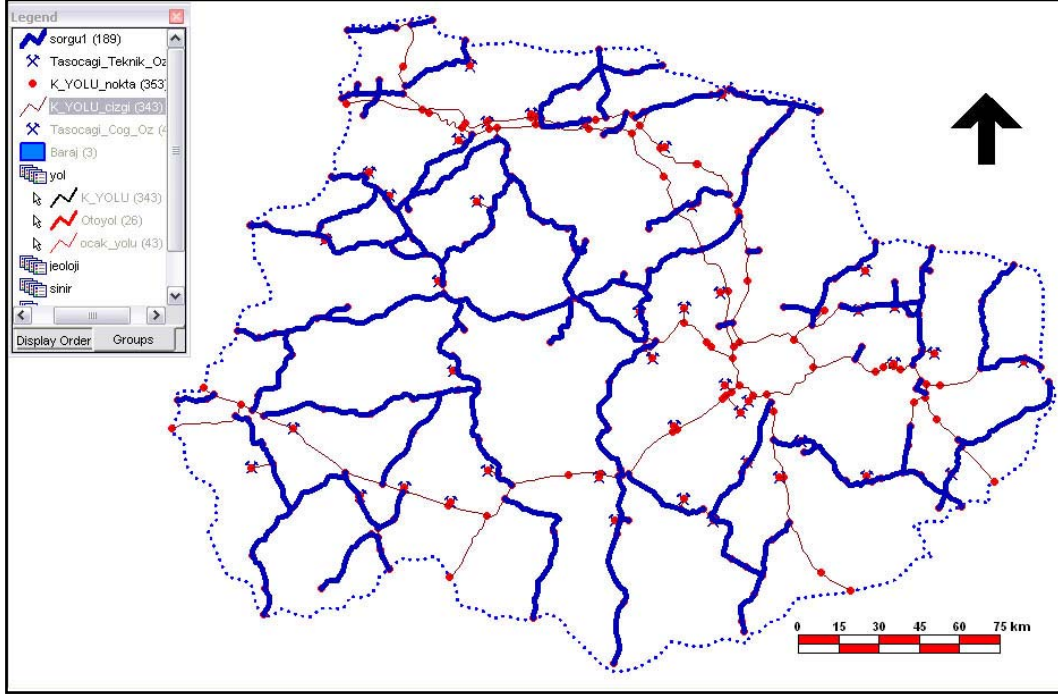 Legend
sorgu1 (189)
Tasocagi_Teknik_Oz
K_YOLU_nokta (353)
K_YOLU_cizgi (343)
Tasocagi_Cog_Oz (4
Baraj (3)
yol
K_YOLU (343)
Otoyol (26)
ocak_yolu (43)
jeoloji
sinir
Display Order Groups
0 15 30 45 60 75 km